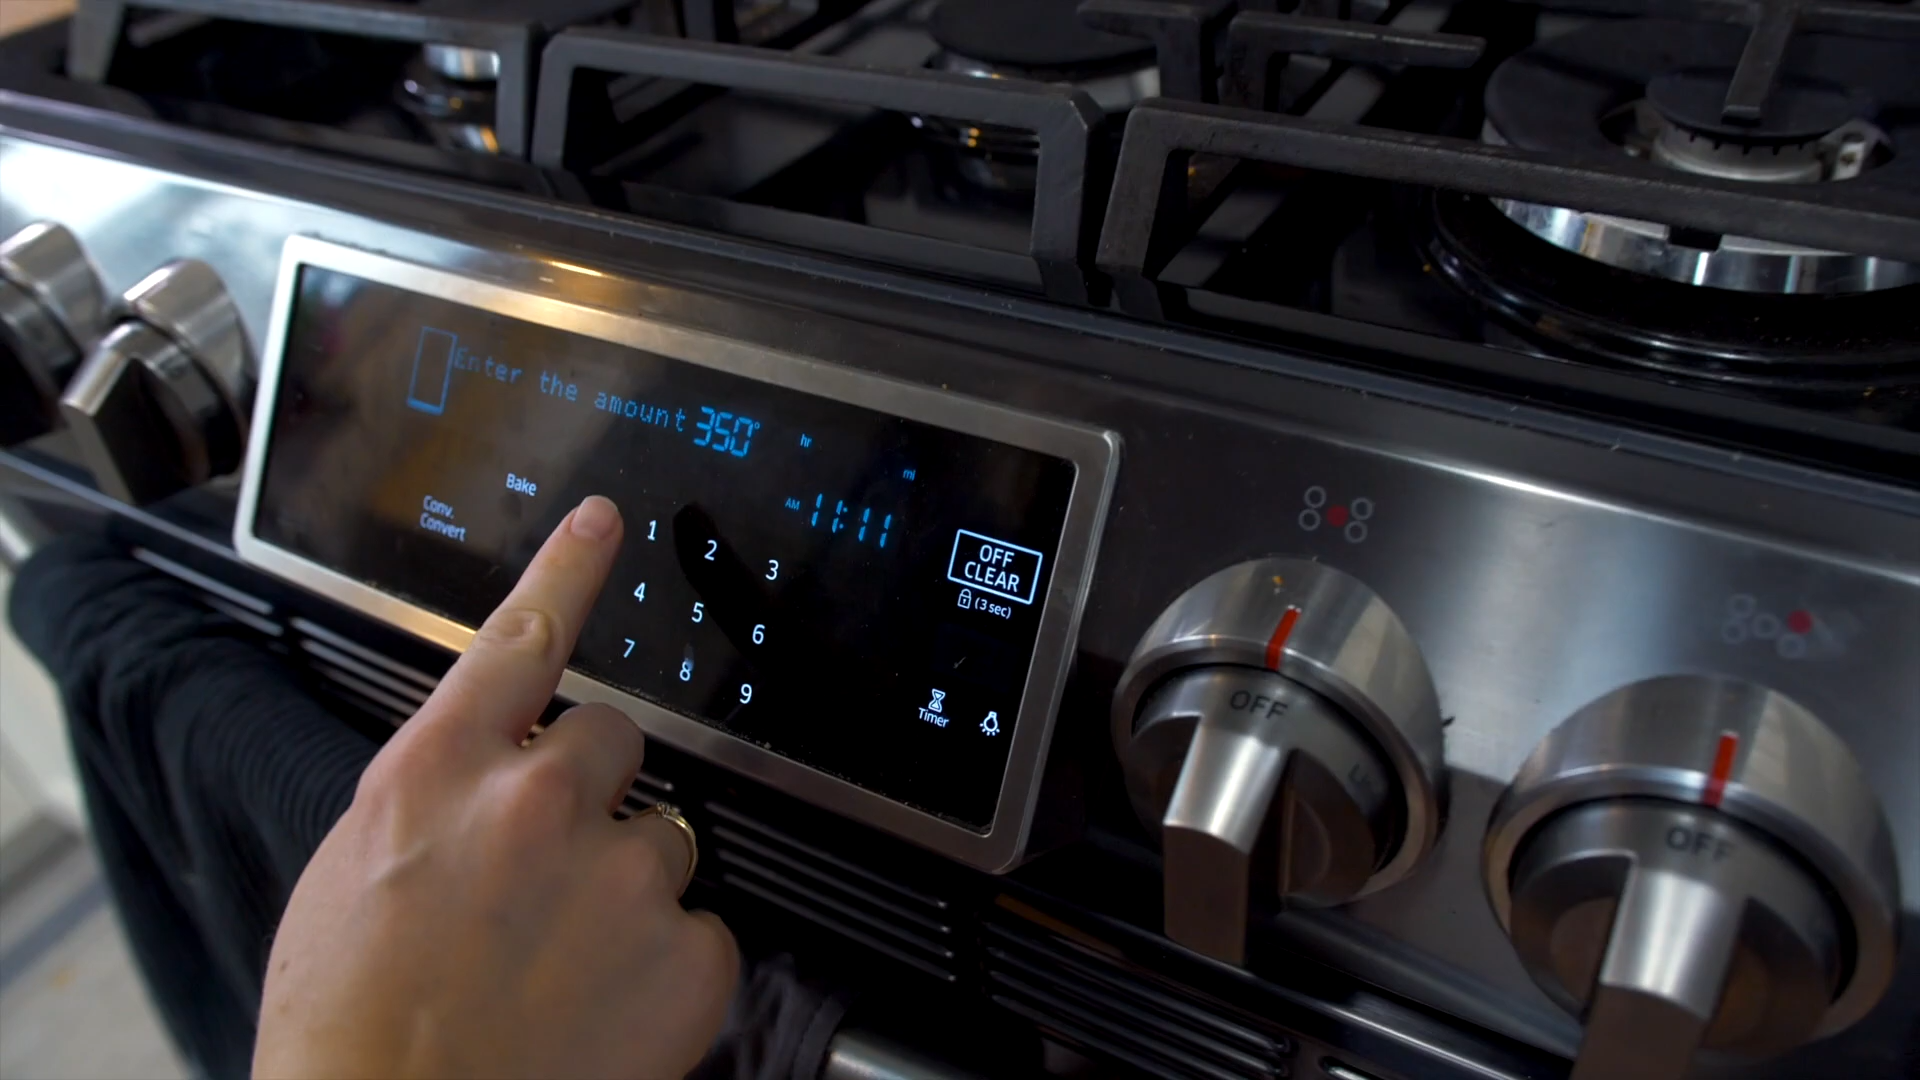 Enter the amount 350°
hr
mi
AM 11:11
Bake
Conv.
Convert
1 2 3
4 5 6
7 8 9
OFF
CLEAR
(3 sec)
Timer
OFF
OFF